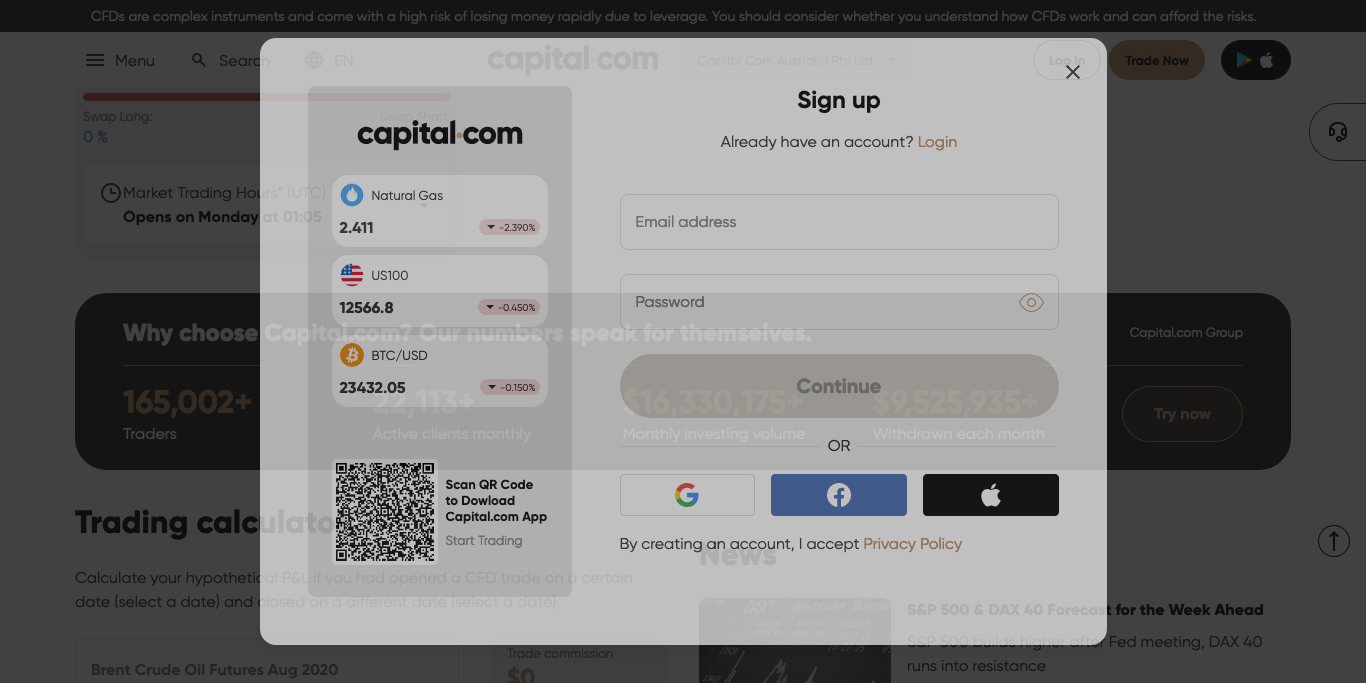 CFDs are complex instruments and come with a high risk of losing money rapidly due to leverage. You should consider whether you understand how CFDs work and can afford the risks.
Menu
Search
EN
capital.com
Capital Com Australia Pty Ltd
Log In
Trade Now
Swap Long:
0 %
Swap Short:
Market Trading Hours* (UTC)
Opens on Monday at 01:05
capital.com
Natural Gas
2.411
-2.390%
US100
12566.8
-0.450%
BTC/USD
23432.05
-0.150%
Scan QR Code
to Dowload
Capital.com App
Start Trading
Sign up
Already have an account? Login
Email address
Password
Continue
OR
By creating an account, I accept Privacy Policy
Why choose Capital.com? Our numbers speak for themselves.
Capital.com Group
165,002+
Traders
22,113+
Active clients monthly
$16,330,175+
Monthly investing volume
$9,525,935+
Withdrawn each month
Try now
Trading calculator
Calculate your hypothetical P&L if you had opened a CFD trade on a certain
date (select a date) and closed on a different date (select a date).
Brent Crude Oil Futures Aug 2020
Trade commission
$0
News
S&P 500 & DAX 40 Forecast for the Week Ahead
S&P 500 builds higher after Fed meeting, DAX 40
runs into resistance